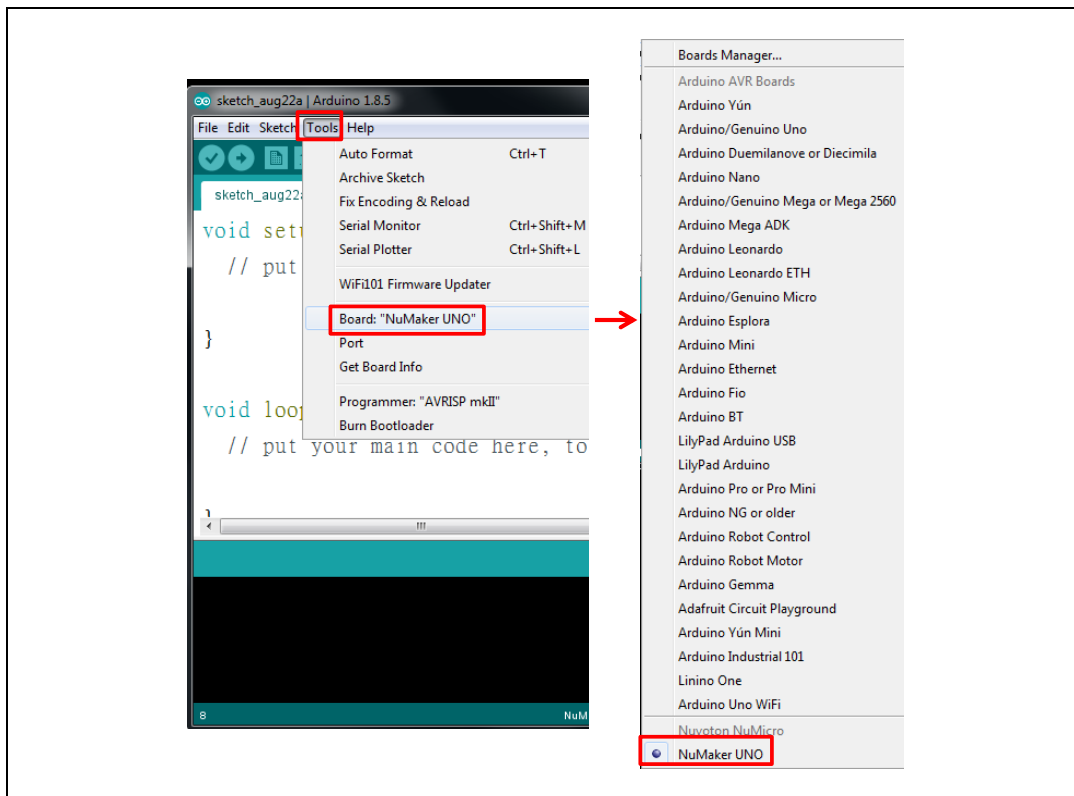 sketch_aug22a | Arduino 1.8.5
File Edit Sketch Tools Help
sketch_aug22a
Auto Format Ctrl+T
Archive Sketch
Fix Encoding & Reload
Serial Monitor Ctrl+Shift+M
Serial Plotter Ctrl+Shift+L
WiFi101 Firmware Updater
Board: "NuMaker UNO"
Port
Get Board Info
Programmer: "AVRISP mkII"
Burn Bootloader
void setu
// put
}
void loop
// put your main code here, to
}
8 NuM
Boards Manager...
Arduino AVR Boards
Arduino Yún
Arduino/Genuino Uno
Arduino Duemilanove or Diecimila
Arduino Nano
Arduino/Genuino Mega or Mega 2560
Arduino Mega ADK
Arduino Leonardo
Arduino Leonardo ETH
Arduino/Genuino Micro
Arduino Esplora
Arduino Mini
Arduino Ethernet
Arduino Fio
Arduino BT
LilyPad Arduino USB
LilyPad Arduino
Arduino Pro or Pro Mini
Arduino NG or older
Arduino Robot Control
Arduino Robot Motor
Arduino Gemma
Adafruit Circuit Playground
Arduino Yún Mini
Arduino Industrial 101
Linino One
Arduino Uno WiFi
Nuvoton NuMicro
NuMaker UNO